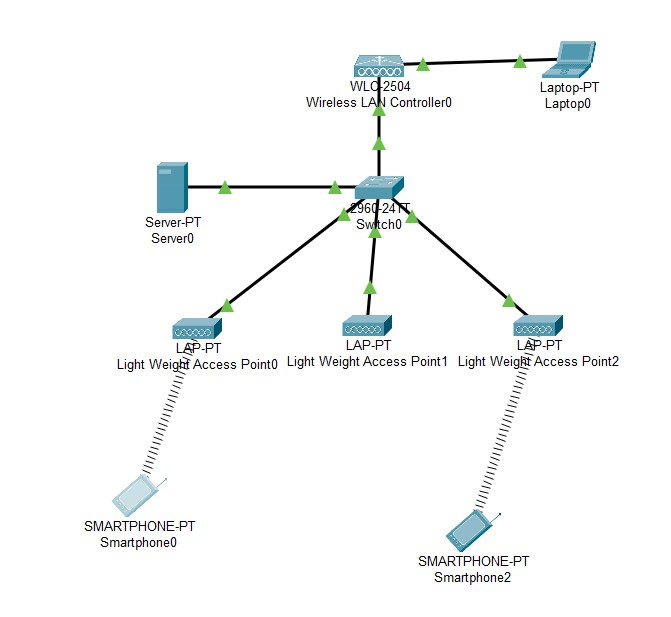 WLC-2504
Wireless LAN Controller0
Laptop-PT
Laptop0
2960-24TT
Switch0
Server-PT
Server0
LAP-PT
Light Weight Access Point0
LAP-PT
Light Weight Access Point1
LAP-PT
Light Weight Access Point2
SMARTPHONE-PT
Smartphone0
SMARTPHONE-PT
Smartphone2